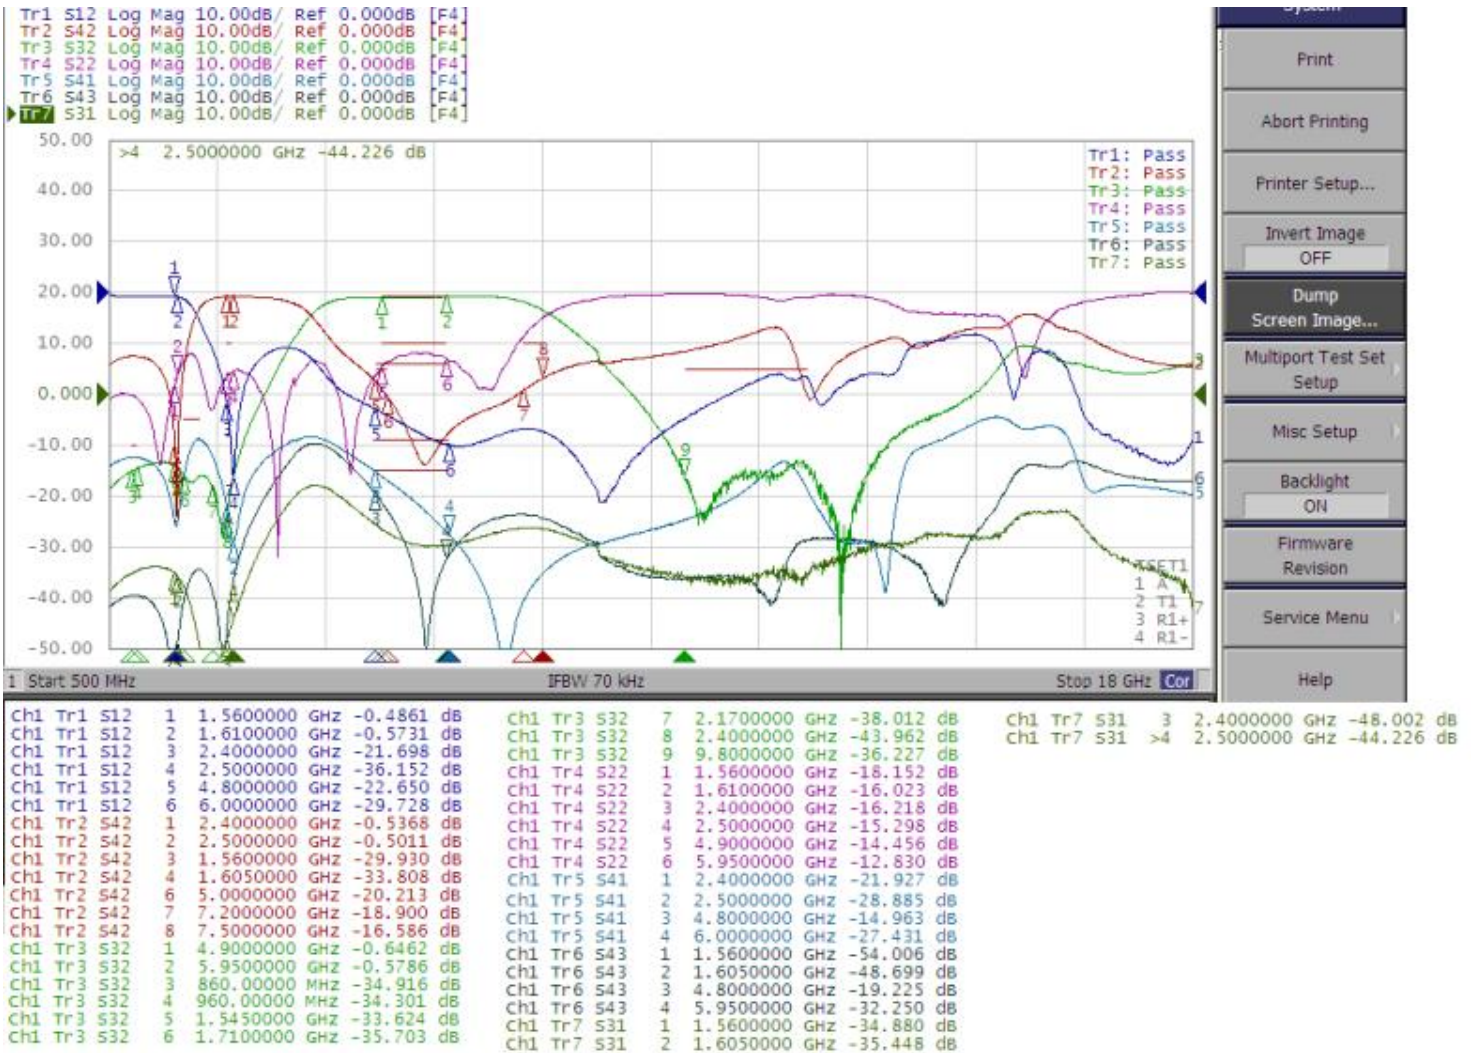 Tr1 S12 Log Mag 10.00dB/ Ref 0.000dB [F4]
Tr2 S42 Log Mag 10.00dB/ Ref 0.000dB [F4]
Tr3 S32 Log Mag 10.00dB/ Ref 0.000dB [F4]
Tr4 S22 Log Mag 10.00dB/ Ref 0.000dB [F4]
Tr5 S41 Log Mag 10.00dB/ Ref 0.000dB [F4]
Tr6 S43 Log Mag 10.00dB/ Ref 0.000dB [F4]
Tr7 S31 Log Mag 10.00dB/ Ref 0.000dB [F4]
50.00
>4 2.5000000 GHz -44.226 dB
40.00
30.00
20.00
10.00
0.000
-10.00
-20.00
-30.00
-40.00
-50.00
Tr1: Pass
Tr2: Pass
Tr3: Pass
Tr4: Pass
Tr5: Pass
Tr6: Pass
Tr7: Pass
1 A
2 T1
3 R1+
4 R1-
1 Start 500 MHz
IFBW 70 kHz
Stop 18 GHz Cor
System
Print
Abort Printing
Printer Setup...
Invert Image
OFF
Dump
Screen Image...
Multiport Test Set
Setup
Misc Setup
Backlight
ON
Firmware
Revision
Service Menu
Help
Ch1 Tr1 S12 1 1.5600000 GHz -0.4861 dB
Ch1 Tr1 S12 2 1.6100000 GHz -0.5731 dB
Ch1 Tr1 S12 3 2.4000000 GHz -21.698 dB
Ch1 Tr1 S12 4 2.5000000 GHz -36.152 dB
Ch1 Tr1 S12 5 4.8000000 GHz -22.650 dB
Ch1 Tr1 S12 6 6.0000000 GHz -29.728 dB
Ch1 Tr2 S42 1 2.4000000 GHz -0.5368 dB
Ch1 Tr2 S42 2 2.5000000 GHz -0.5011 dB
Ch1 Tr2 S42 3 1.5600000 GHz -29.930 dB
Ch1 Tr2 S42 4 1.6050000 GHz -33.808 dB
Ch1 Tr2 S42 6 5.0000000 GHz -20.213 dB
Ch1 Tr2 S42 7 7.2000000 GHz -18.900 dB
Ch1 Tr2 S42 8 7.5000000 GHz -16.586 dB
Ch1 Tr3 S32 1 4.9000000 GHz -0.6462 dB
Ch1 Tr3 S32 2 5.9500000 GHz -0.5786 dB
Ch1 Tr3 S32 3 860.00000 MHz -34.916 dB
Ch1 Tr3 S32 4 960.00000 MHz -34.301 dB
Ch1 Tr3 S32 5 1.5450000 GHz -33.624 dB
Ch1 Tr3 S32 6 1.7100000 GHz -35.703 dB
Ch1 Tr3 S32 7 2.1700000 GHz -38.012 dB
Ch1 Tr3 S32 8 2.4000000 GHz -43.962 dB
Ch1 Tr3 S32 9 9.8000000 GHz -36.227 dB
Ch1 Tr4 S22 1 1.5600000 GHz -18.152 dB
Ch1 Tr4 S22 2 1.6100000 GHz -16.023 dB
Ch1 Tr4 S22 3 2.4000000 GHz -16.218 dB
Ch1 Tr4 S22 4 2.5000000 GHz -15.298 dB
Ch1 Tr4 S22 5 4.9000000 GHz -14.456 dB
Ch1 Tr4 S22 6 5.9500000 GHz -12.830 dB
Ch1 Tr5 S41 1 2.4000000 GHz -21.927 dB
Ch1 Tr5 S41 2 2.5000000 GHz -28.885 dB
Ch1 Tr5 S41 3 4.8000000 GHz -14.963 dB
Ch1 Tr5 S41 4 6.0000000 GHz -27.431 dB
Ch1 Tr6 S43 1 1.5600000 GHz -54.006 dB
Ch1 Tr6 S43 2 1.6050000 GHz -48.699 dB
Ch1 Tr6 S43 3 4.8000000 GHz -19.225 dB
Ch1 Tr6 S43 4 5.9500000 GHz -32.250 dB
Ch1 Tr7 S31 1 1.5600000 GHz -34.880 dB
Ch1 Tr7 S31 2 1.6050000 GHz -35.448 dB
Ch1 Tr7 S31 3 2.4000000 GHz -48.002 dB
Ch1 Tr7 S31 >4 2.5000000 GHz -44.226 dB